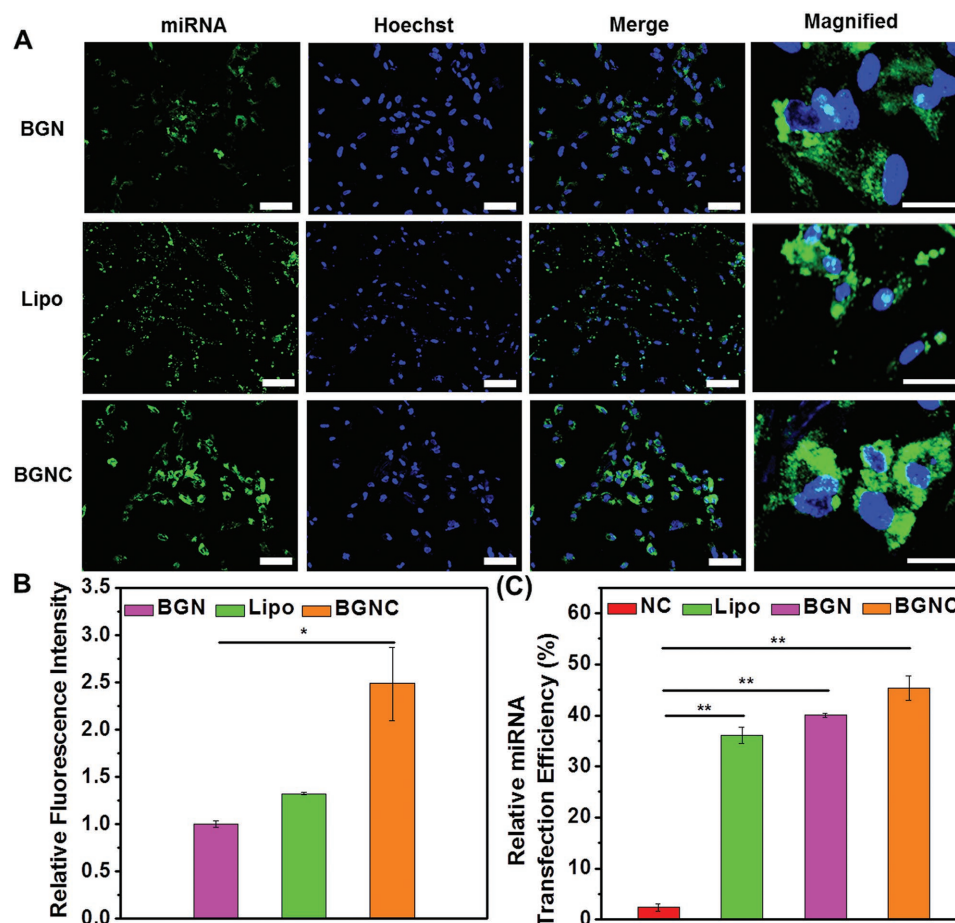 A
miRNA
Hoechst
Merge
Magnified
BGN
Lipo
BGNC
B
Relative Fluorescence Intensity
3.5
3.0
2.5
2.0
1.5
1.0
0.5
0.0
BGN Lipo BGNC
*
(C)
Relative miRNA
Transfection Efficiency (%)
60
50
40
30
20
10
0
NC Lipo BGN BGNC
**
**
**